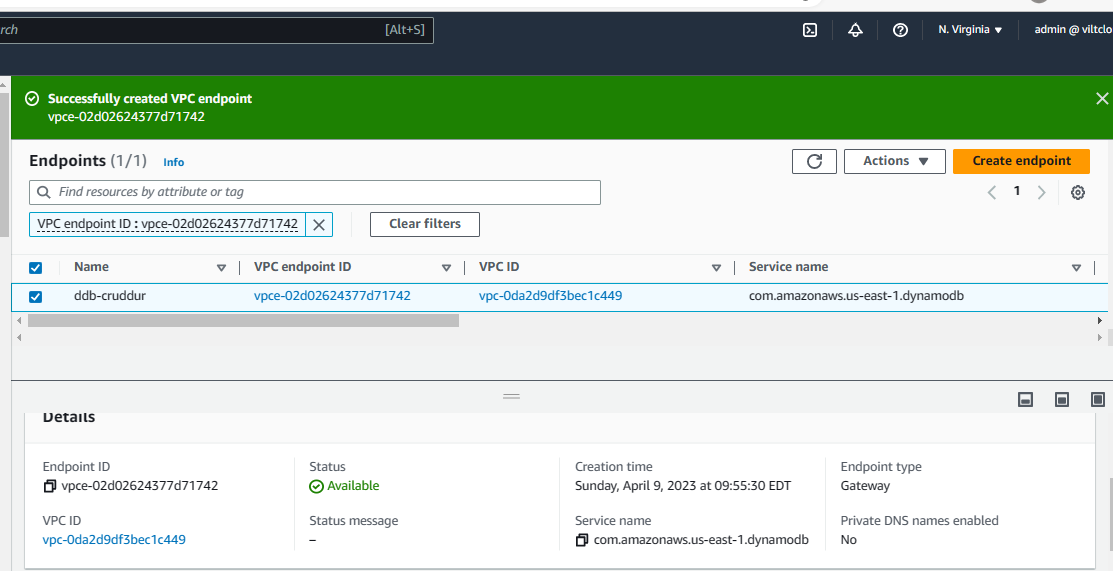 rch [Alt+S] N. Virginia ▼ admin @ viltclo
Successfully created VPC endpoint
vpce-02d02624377d71742
Endpoints (1/1) Info Actions ▼ Create endpoint
Find resources by attribute or tag 1
VPC endpoint ID : vpce-02d02624377d71742 Clear filters
Name VPC endpoint ID VPC ID Service name
ddb-cruddur vpce-02d02624377d71742 vpc-0da2d9df3bec1c449 com.amazonaws.us-east-1.dynamodb
Details
Endpoint ID Status Creation time Endpoint type
vpce-02d02624377d71742 Available Sunday, April 9, 2023 at 09:55:30 EDT Gateway
VPC ID Status message Service name Private DNS names enabled
vpc-0da2d9df3bec1c449 – com.amazonaws.us-east-1.dynamodb No